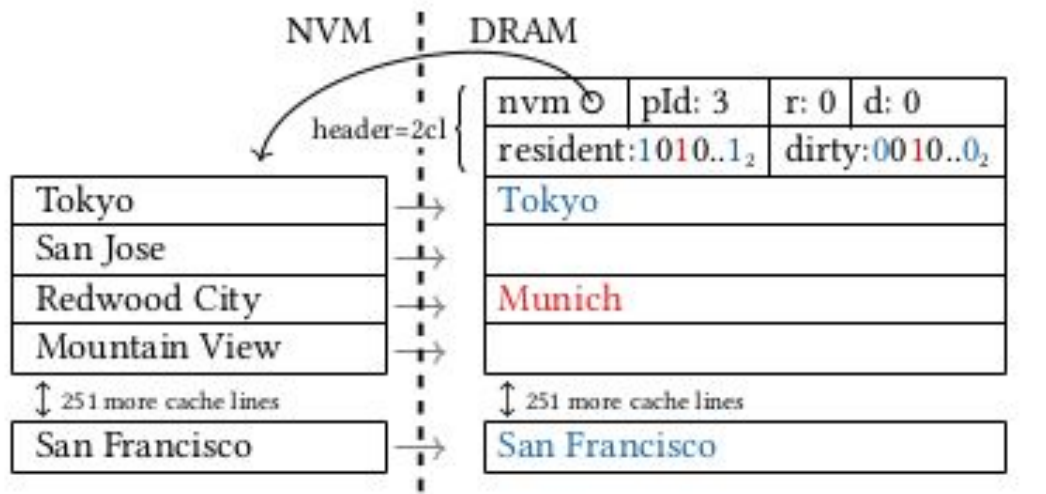 NVM DRAM
nvm pId: 3 r: 0 d: 0
header=2cl
resident:1010..1₂ dirty:0010..0₂
Tokyo Tokyo
San Jose
Redwood City Munich
Mountain View
251 more cache lines 251 more cache lines
San Francisco San Francisco